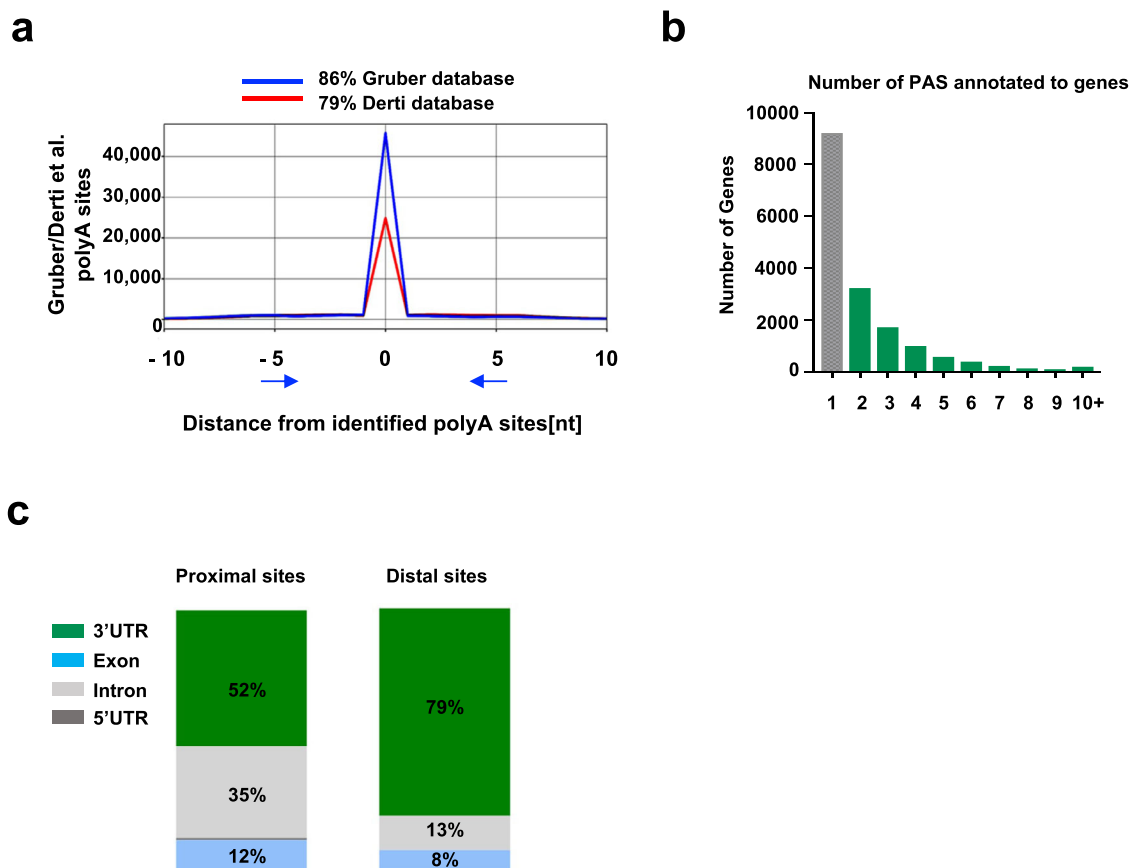 a
86% Gruber database
79% Derti database
Gruber/Derti et al.
polyA sites
40,000
30,000
20,000
10,000
0
- 10
- 5
0
5
10
Distance from identified polyA sites[nt]
b
Number of PAS annotated to genes
Number of Genes
10000
8000
6000
4000
2000
0
1
2
3
4
5
6
7
8
9
10+
c
Proximal sites
Distal sites
3'UTR
Exon
Intron
5'UTR
52%
35%
12%
79%
13%
8%